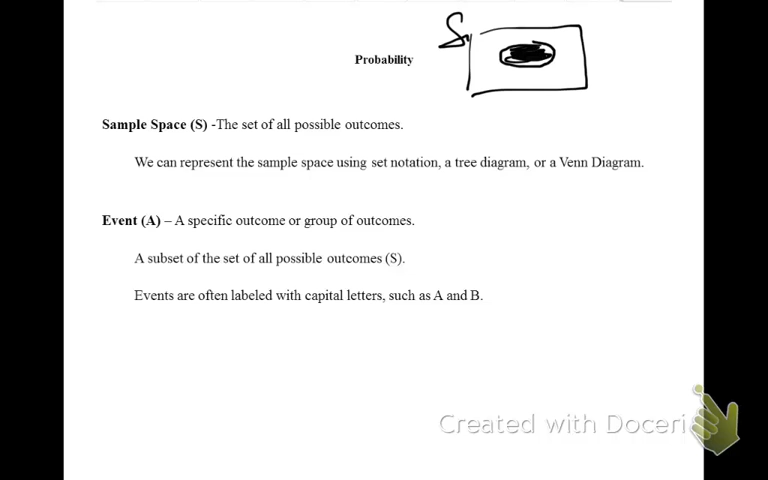 S
Probability
Sample Space (S) -The set of all possible outcomes.
We can represent the sample space using set notation, a tree diagram, or a Venn Diagram.
Event (A) – A specific outcome or group of outcomes.
A subset of the set of all possible outcomes (S).
Events are often labeled with capital letters, such as A and B.
Created with Doceri